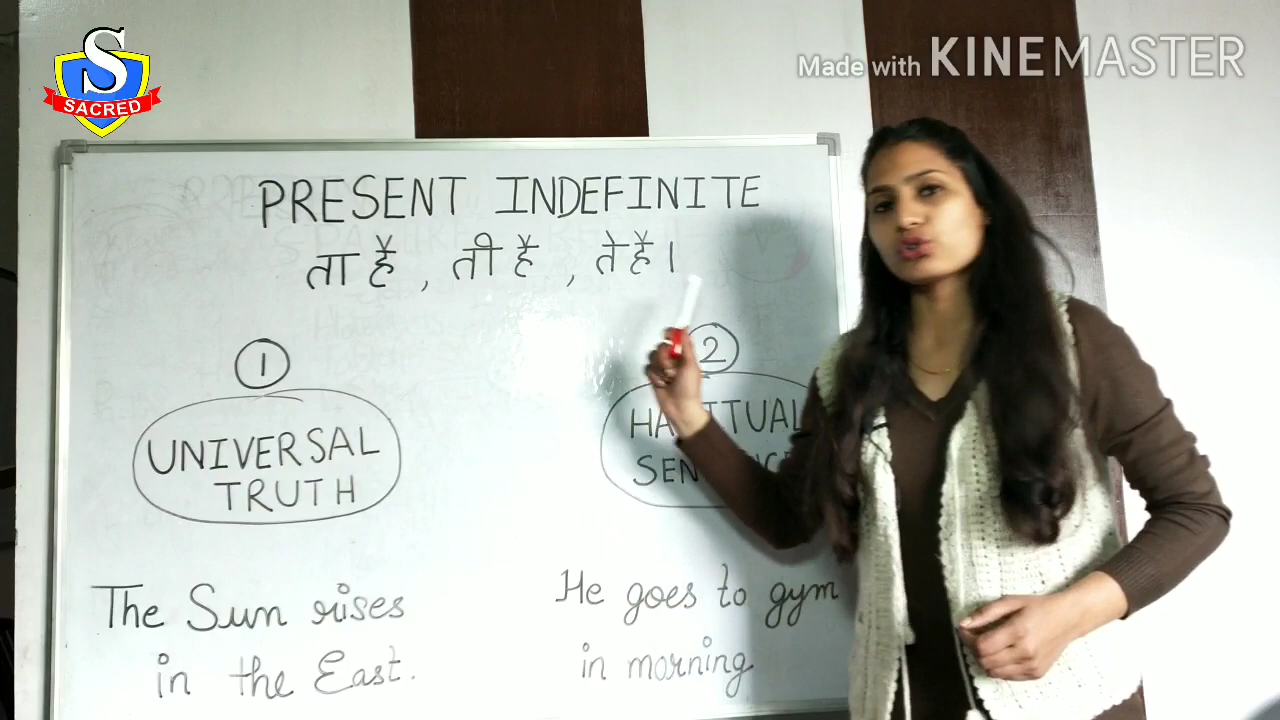 S
SACRED
Made with KINEMASTER
PRESENT INDEFINITE
ता है , ती है , ते है ।
1
2
UNIVERSAL
TRUTH
HABITUAL
The Sun rises
in the East.
He goes to gym
in morning